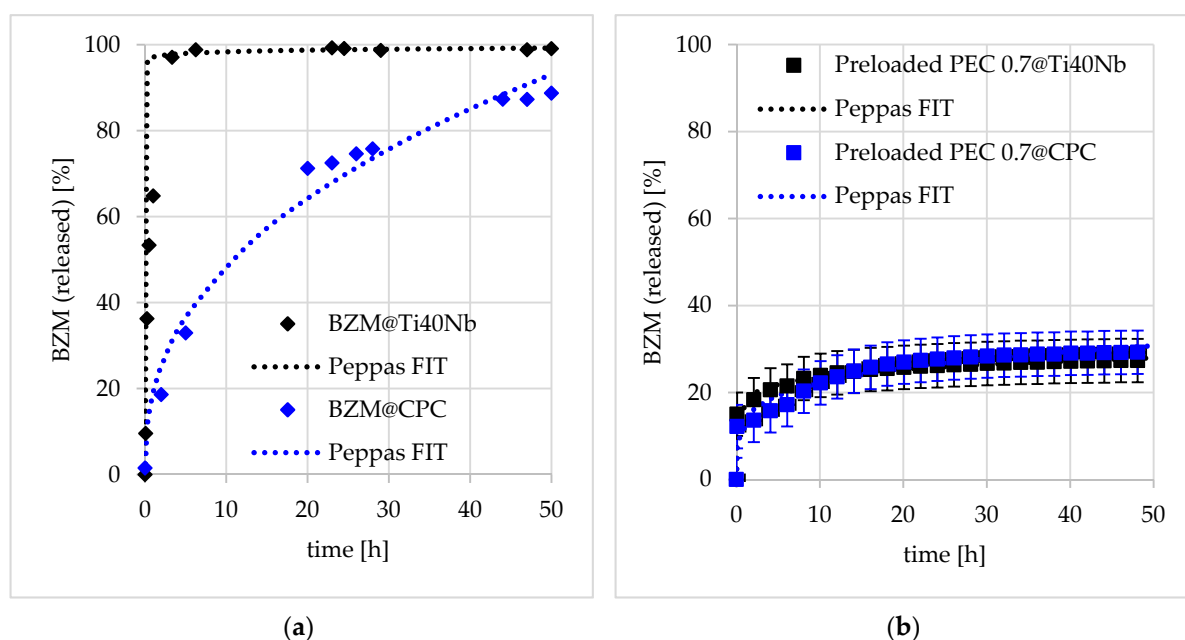 BZM (released) [%]
100
80
60
40
20
0
BZM@Ti40Nb
Peppas FIT
BZM@CPC
Peppas FIT
0 10 20 30 40 50
time [h]
(a)
BZM (released) [%]
100
80
60
40
20
0
Preloaded PEC 0.7@Ti40Nb
Peppas FIT
Preloaded PEC 0.7@CPC
Peppas FIT
0 10 20 30 40 50
time [h]
(b)